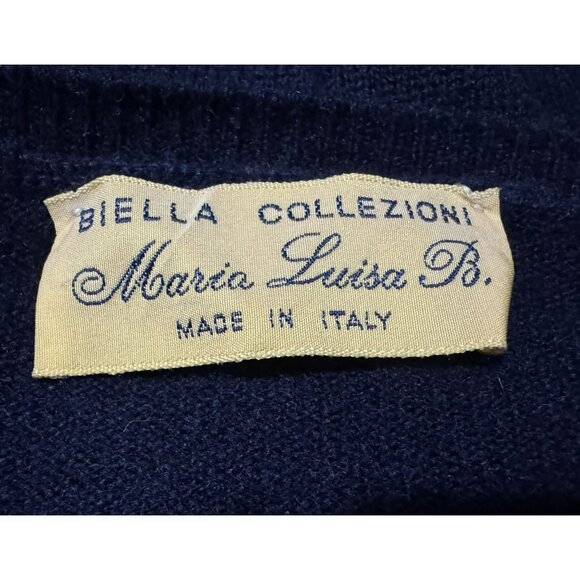 BIELLA COLLEZIONI
Maria Luisa B.
MADE IN ITALY